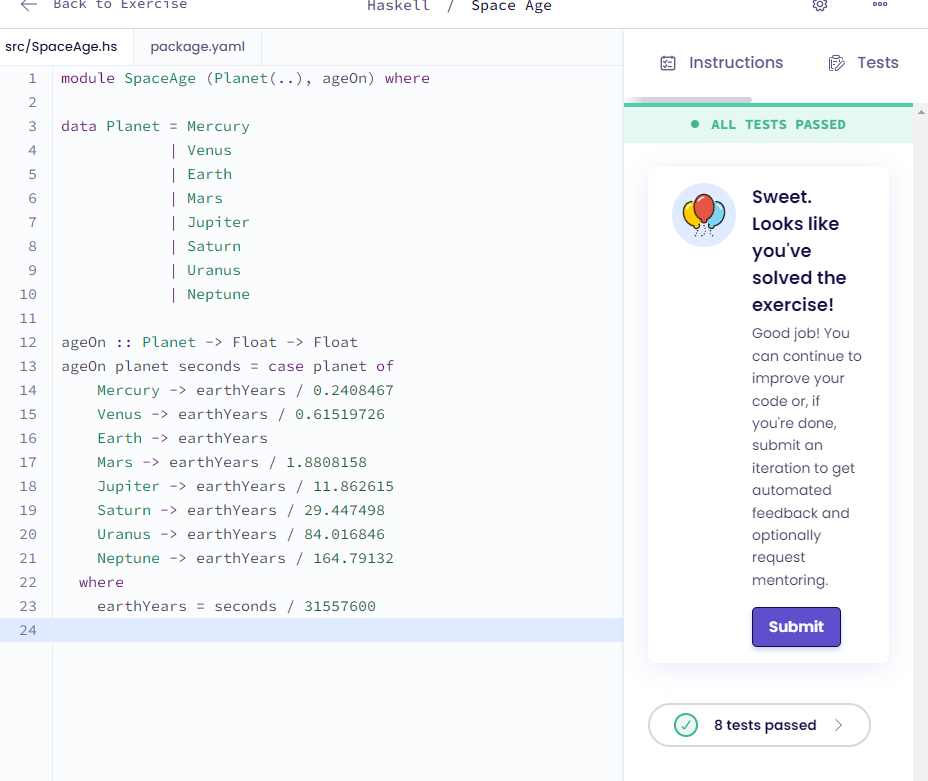 Back to Exercise
Haskell / Space Age
src/SpaceAge.hs
package.yaml
Instructions
Tests
1 module SpaceAge (Planet(..), ageOn) where
2
3 data Planet = Mercury
4 | Venus
5 | Earth
6 | Mars
7 | Jupiter
8 | Saturn
9 | Uranus
10 | Neptune
11
12 ageOn :: Planet -> Float -> Float
13 ageOn planet seconds = case planet of
14 Mercury -> earthYears / 0.2408467
15 Venus -> earthYears / 0.61519726
16 Earth -> earthYears
17 Mars -> earthYears / 1.8808158
18 Jupiter -> earthYears / 11.862615
19 Saturn -> earthYears / 29.447498
20 Uranus -> earthYears / 84.016846
21 Neptune -> earthYears / 164.79132
22 where
23 earthYears = seconds / 31557600
24
ALL TESTS PASSED
Sweet.
Looks like
you've
solved the
exercise!
Good job! You
can continue to
improve your
code or, if
you're done,
submit an
iteration to get
automated
feedback and
optionally
request
mentoring.
Submit
8 tests passed